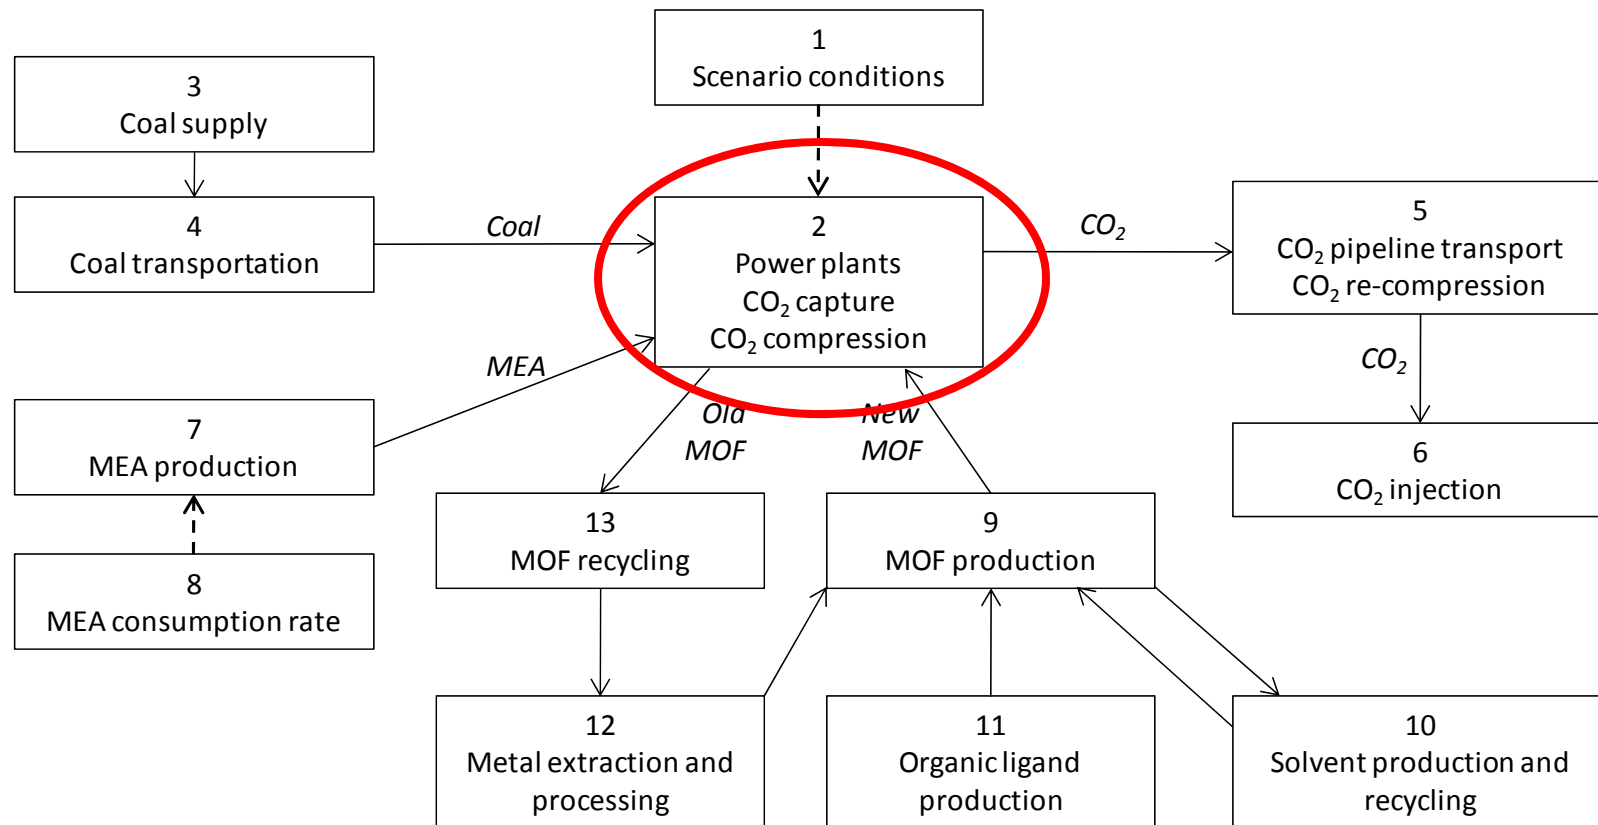 1
Scenario conditions
3
Coal supply
4
Coal transportation
Coal
2
Power plants
CO₂ capture
CO₂ compression
CO₂
5
CO₂ pipeline transport
CO₂ re-compression
CO₂
6
CO₂ injection
MEA
7
MEA production
8
MEA consumption rate
Old
MOF
New
MOF
13
MOF recycling
9
MOF production
12
Metal extraction and
processing
11
Organic ligand
production
10
Solvent production and
recycling